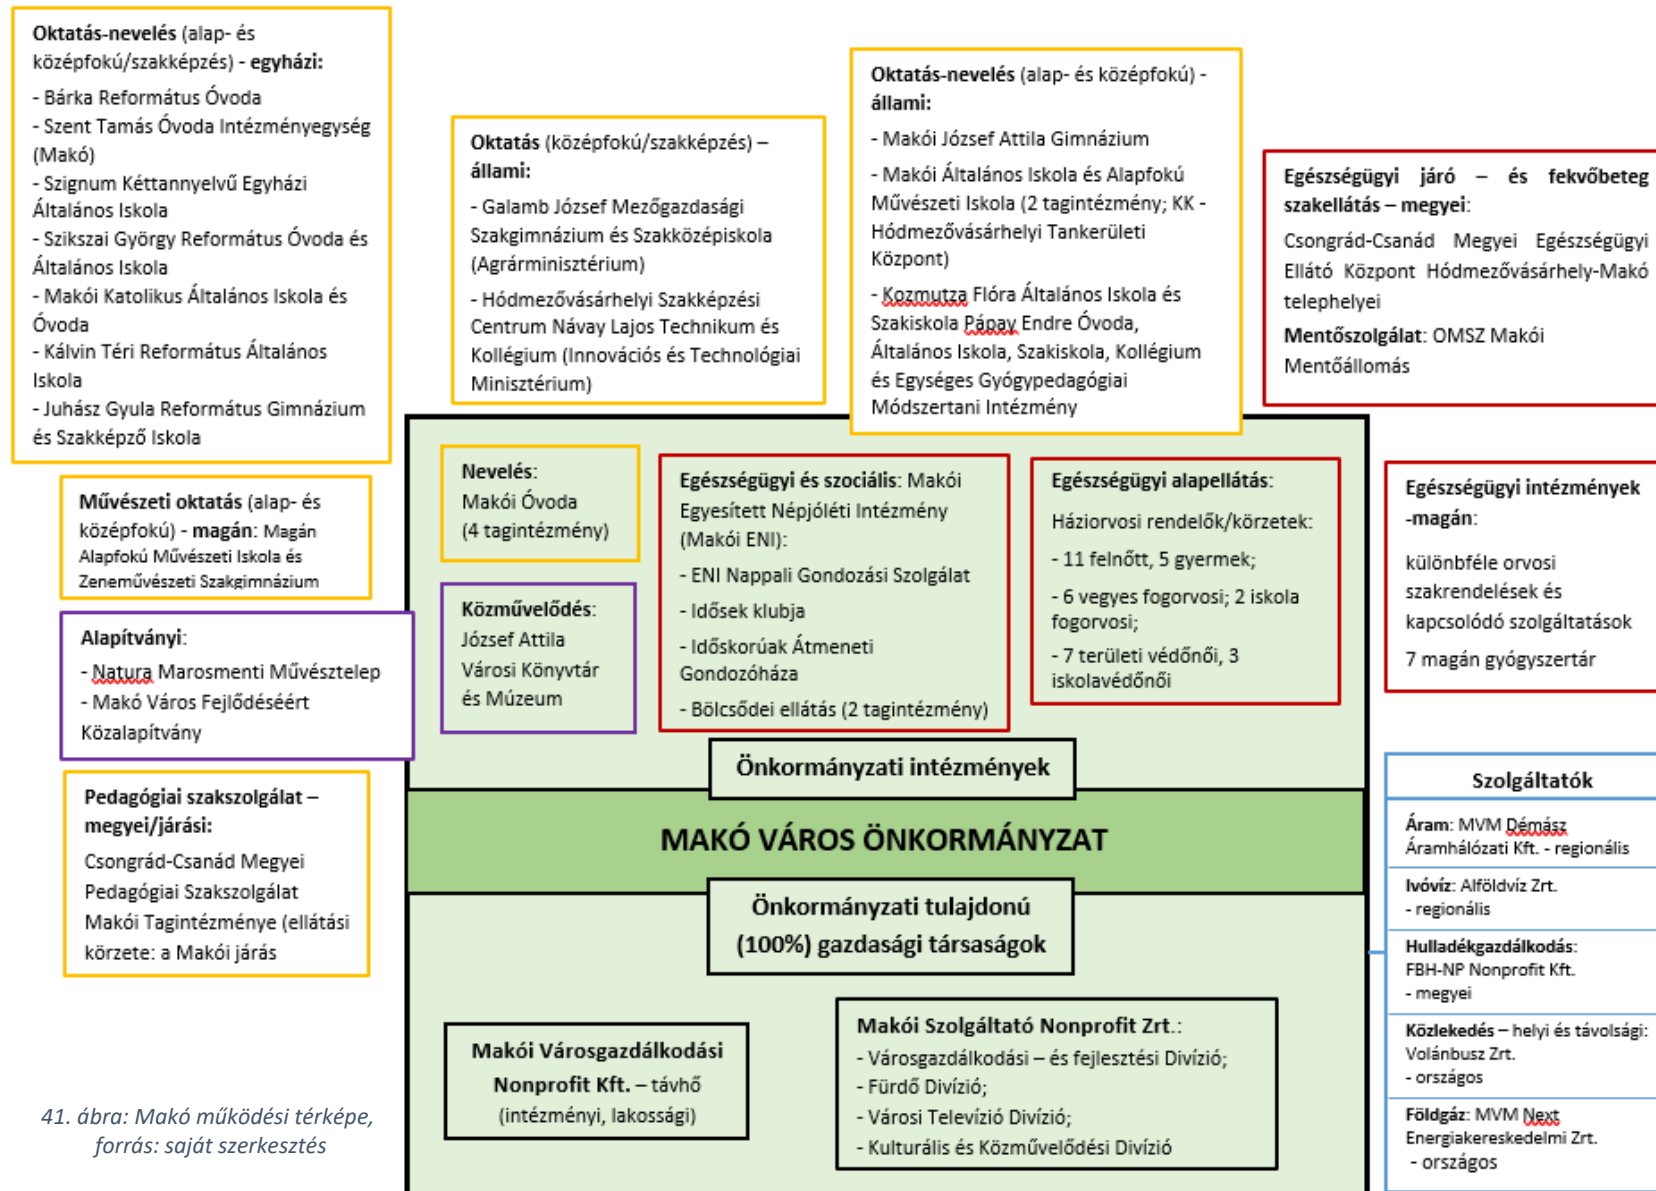 Oktatás-nevelés (alap- és
középfokú/szakképzés) - egyházi:
- Bárka Református Óvoda
- Szent Tamás Óvoda Intézményegység
(Makó)
- Szignum Kéttannyelvű Egyházi
Általános Iskola
- Szikszai György Református Óvoda és
Általános Iskola
- Makói Katolikus Általános Iskola és
Óvoda
- Kálvin Téri Református Általános
Iskola
- Juhász Gyula Református Gimnázium
és Szakképző Iskola
Oktatás (középfokú/szakképzés) –
állami:
- Galamb József Mezőgazdasági
Szakgimnázium és Szakközépiskola
(Agrárminisztérium)
- Hódmezővásárhelyi Szakképzési
Centrum Návay Lajos Technikum és
Kollégium (Innovációs és Technológiai
Minisztérium)
Oktatás-nevelés (alap- és középfokú) -
állami:
- Makói József Attila Gimnázium
- Makói Általános Iskola és Alapfokú
Művészeti Iskola (2 tagintézmény; KK -
Hódmezővásárhelyi Tankerületi
Központ)
- Kozmutza Flóra Általános Iskola és
Szakiskola Pápay Endre Óvoda,
Általános Iskola, Szakiskola, Kollégium
és Egységes Gyógypedagógiai
Módszertani Intézmény
Egészségügyi járó – és fekvőbeteg
szakellátás – megyei:
Csongrád-Csanád Megyei Egészségügyi
Ellátó Központ Hódmezővásárhely-Makó
telephelyei
Mentőszolgálat: OMSZ Makói
Mentőállomás
Művészeti oktatás (alap- és
középfokú) - magán: Magán
Alapfokú Művészeti Iskola és
Zeneművészeti Szakgimnázium
Nevelés:
Makói Óvoda
(4 tagintézmény)
Egészségügyi és szociális: Makói
Egyesített Népjóléti Intézmény
(Makói ENI):
- ENI Nappali Gondozási Szolgálat
- Idősek klubja
- Időskorúak Átmeneti
Gondozóháza
- Bölcsődei ellátás (2 tagintézmény)
Egészségügyi alapellátás:
Háziorvosi rendelők/körzetek:
- 11 felnőtt, 5 gyermek;
- 6 vegyes fogorvosi; 2 iskola
fogorvosi;
- 7 területi védőnői, 3
iskolavédőnői
Egészségügyi intézmények
-magán:
különbféle orvosi
szakrendelések és
kapcsolódó szolgáltatások
7 magán gyógyszertár
Alapítványi:
- Natura Marosmenti Művésztelep
- Makó Város Fejlődéséért
Közalapítvány
Közművelődés:
József Attila
Városi Könyvtár
és Múzeum
Önkormányzati intézmények
MAKÓ VÁROS ÖNKORMÁNYZAT
Önkormányzati tulajdonú
(100%) gazdasági társaságok
Pedagógiai szakszolgálat –
megyei/járási:
Csongrád-Csanád Megyei
Pedagógiai Szakszolgálat
Makói Tagintézménye (ellátási
körzete: a Makói járás
Makói Városgazdálkodási
Nonprofit Kft. – távhő
(intézményi, lakossági)
Makói Szolgáltató Nonprofit Zrt.:
- Városgazdálkodási – és fejlesztési Divízió;
- Fürdő Divízió;
- Városi Televízió Divízió;
- Kulturális és Közművelődési Divízió
Szolgáltatók
Áram: MVM Démász
Áramhálózati Kft. - regionális
Ivóvíz: Alföldvíz Zrt.
- regionális
Hulladékgazdálkodás:
FBH-NP Nonprofit Kft.
- megyei
Közlekedés – helyi és távolsági:
Volánbusz Zrt.
- országos
Földgáz: MVM Next
Energiakereskedelmi Zrt.
- országos
41. ábra: Makó működési térképe,
forrás: saját szerkesztés